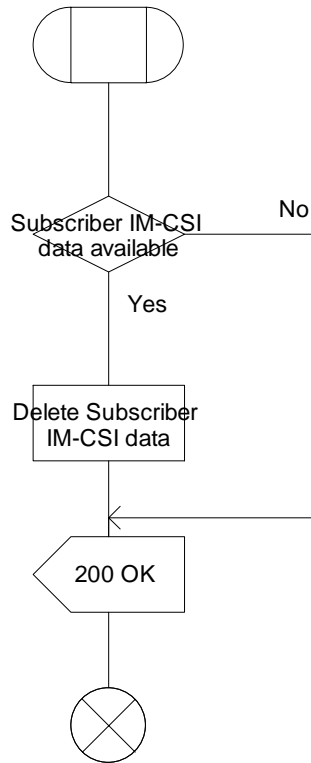 Subscriber IM-CSI
data available
No
Yes
Delete Subscriber
IM-CSI data
200 OK